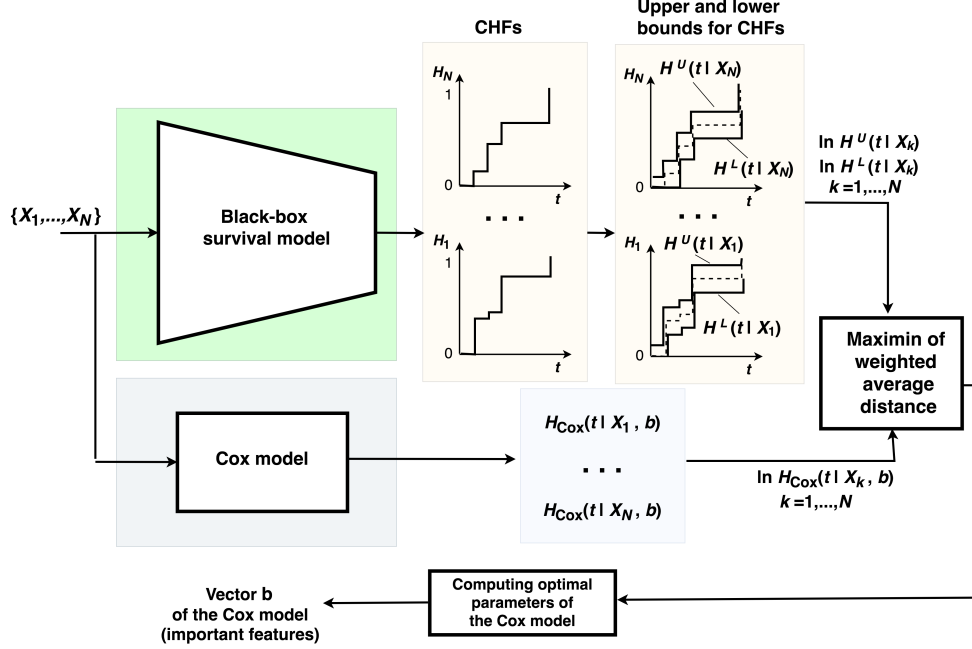 CHFs
Upper and lower
bounds for CHFs
H_N
1
0
t
H_N
H^U(t | X_N)
H^L(t | X_N)
0
t
ln H^U(t | X_k)
ln H^L(t | X_k)
k =1,...,N
{X_1,...,X_N}
Black-box
survival model
. . .
. . .
H_1
1
0
t
H_1
H^U(t | X_1)
H^L(t | X_1)
0
t
Maximin of
weighted
average
distance
Cox model
H_Cox(t | X_1 , b)
. . .
H_Cox(t | X_N , b)
ln H_Cox(t | X_k , b)
k =1,...,N
Vector b
of the Cox model
(important features)
Computing optimal
parameters of
the Cox model